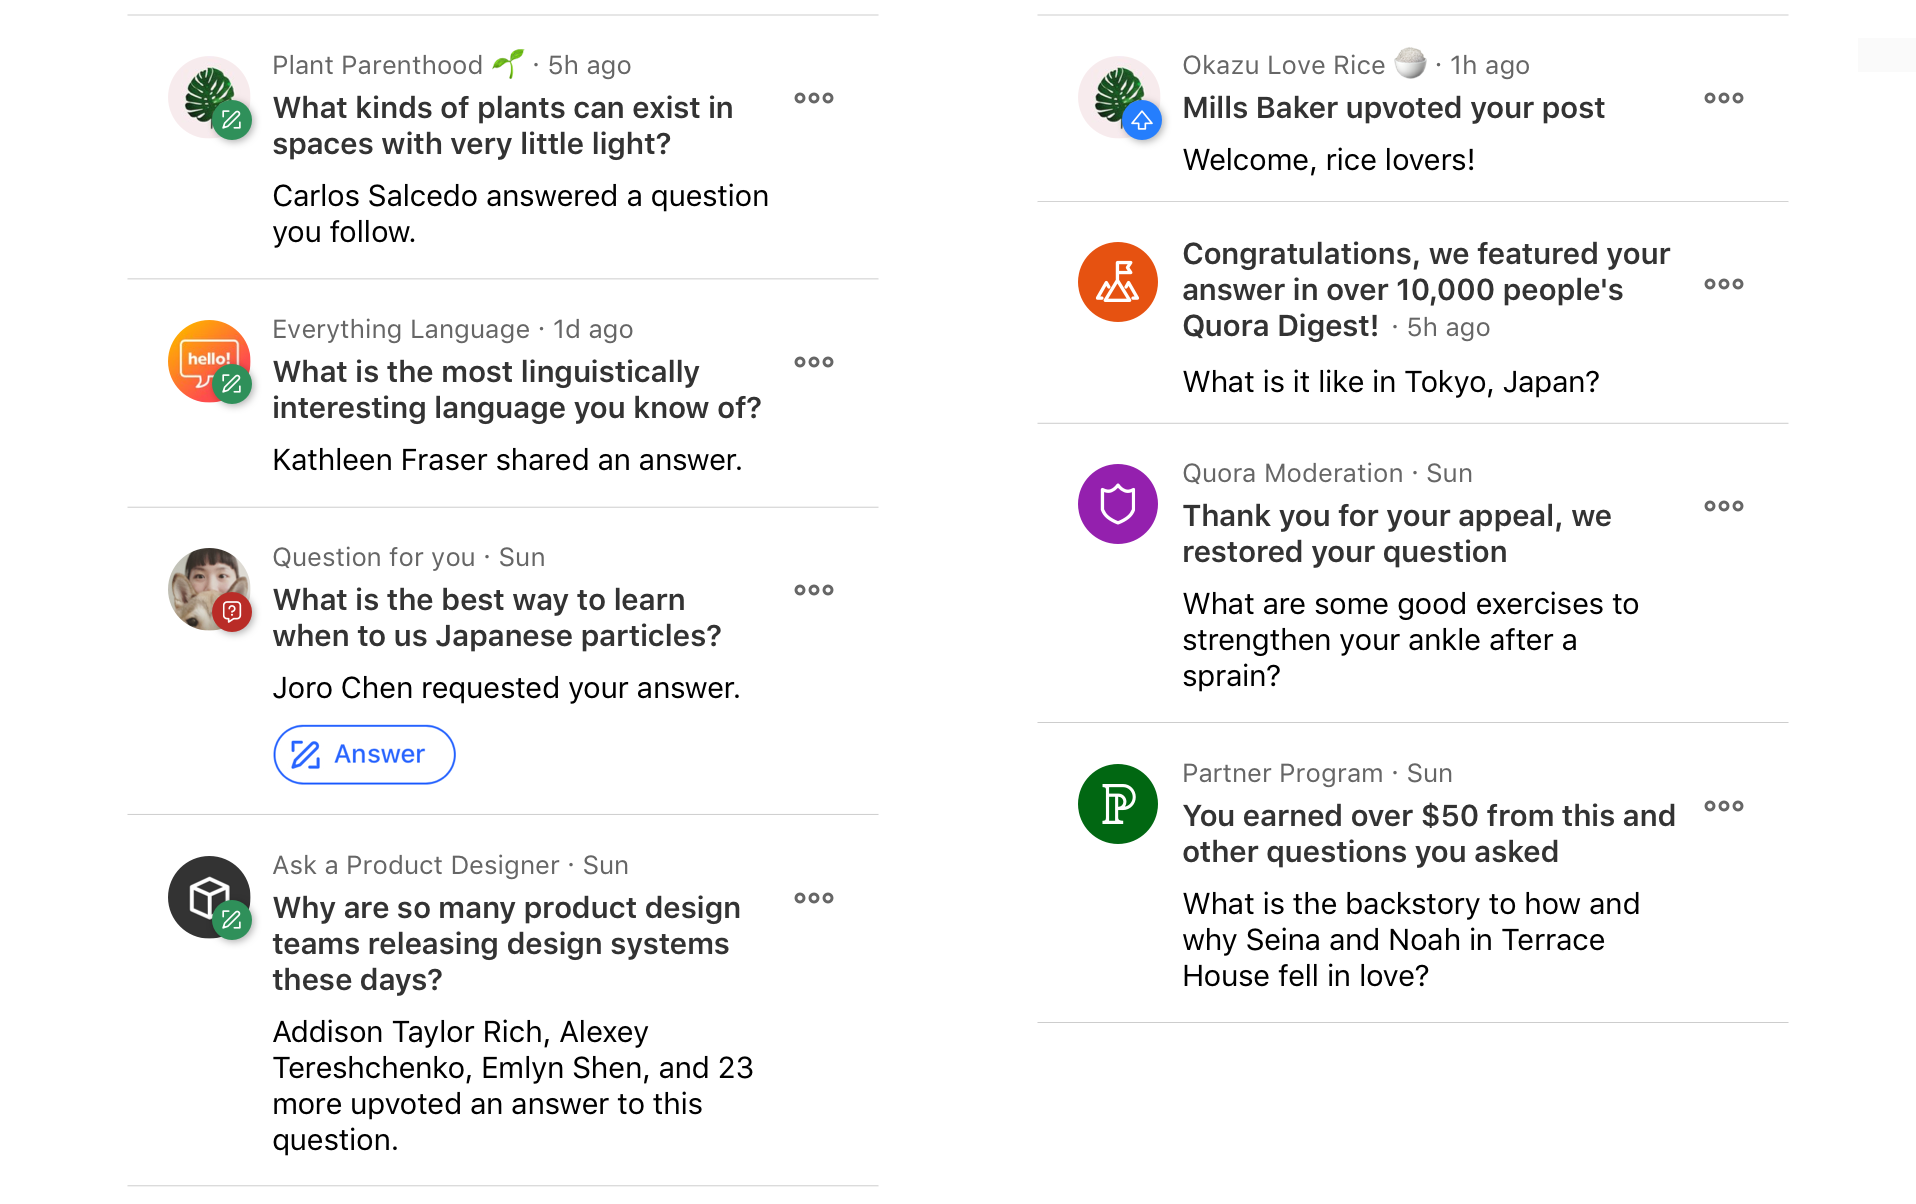 Plant Parenthood 🌱 · 5h ago
What kinds of plants can exist in
spaces with very little light?
Carlos Salcedo answered a question
you follow.
hello!
Everything Language · 1d ago
What is the most linguistically
interesting language you know of?
Kathleen Fraser shared an answer.
Question for you · Sun
What is the best way to learn
when to us Japanese particles?
Joro Chen requested your answer.
Answer
Ask a Product Designer · Sun
Why are so many product design
teams releasing design systems
these days?
Addison Taylor Rich, Alexey
Tereshchenko, Emlyn Shen, and 23
more upvoted an answer to this
question.
Okazu Love Rice 🍚 · 1h ago
Mills Baker upvoted your post
Welcome, rice lovers!
Congratulations, we featured your
answer in over 10,000 people's
Quora Digest! · 5h ago
What is it like in Tokyo, Japan?
Quora Moderation · Sun
Thank you for your appeal, we
restored your question
What are some good exercises to
strengthen your ankle after a
sprain?
P
Partner Program · Sun
You earned over $50 from this and
other questions you asked
What is the backstory to how and
why Seina and Noah in Terrace
House fell in love?